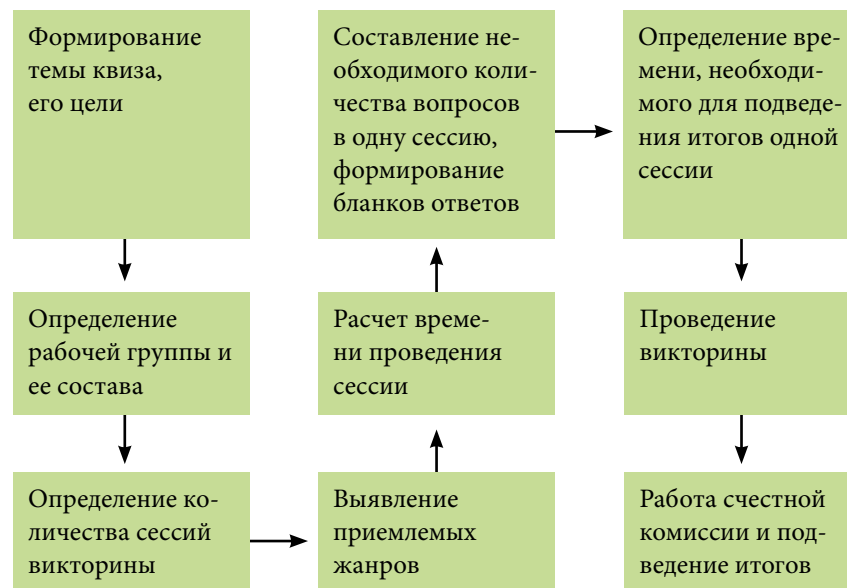 Формирование
темы квиза,
его цели
Определение
рабочей группы и
ее состава
Определение ко-
личества сессий
викторины
Выявление
приемлемых
жанров
Расчет време-
ни проведения
сессии
Составление не-
обходимого коли-
чества вопросов
в одну сессию,
формирование
бланков ответов
Определение вре-
мени, необходи-
мого для подведе-
ния итогов одной
сессии
Проведение
викторины
Работа счестной
комиссии и под-
ведение итогов